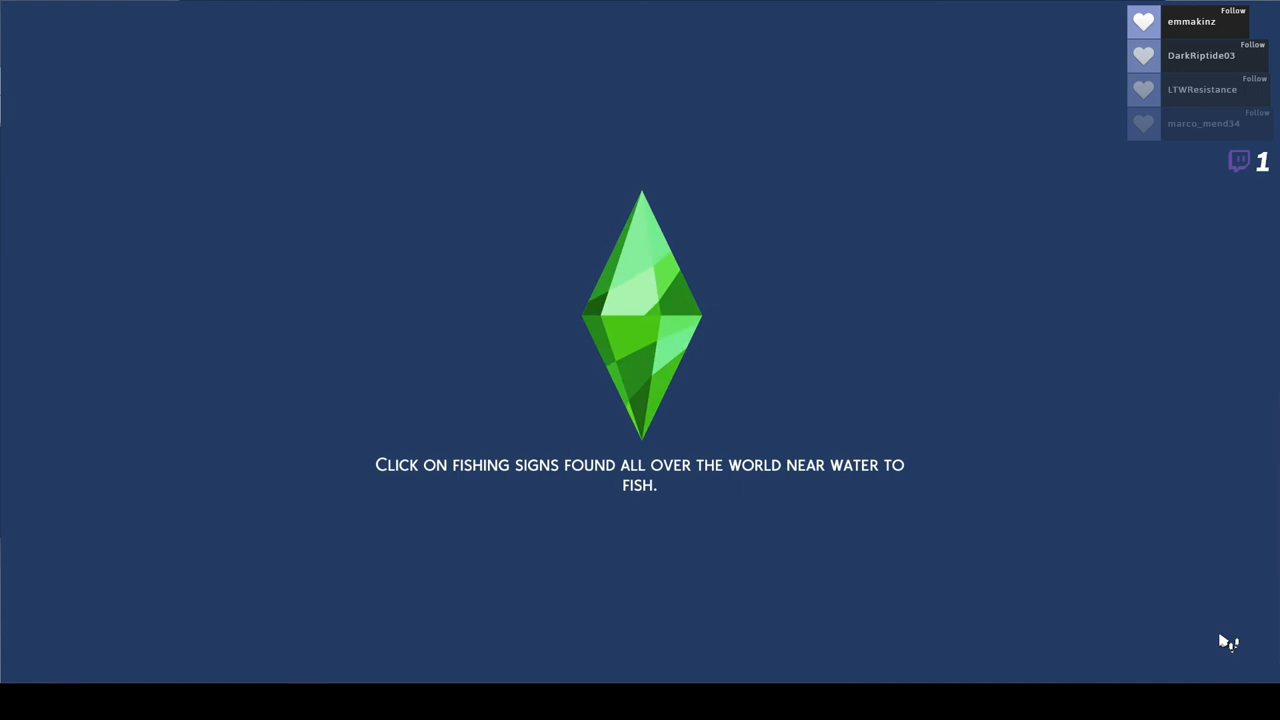 Follow
emmakinz
Follow
DarkRiptide03
Follow
LTWResistance
Follow
marco_mend34
1
CLICK ON FISHING SIGNS FOUND ALL OVER THE WORLD NEAR WATER TO
FISH.